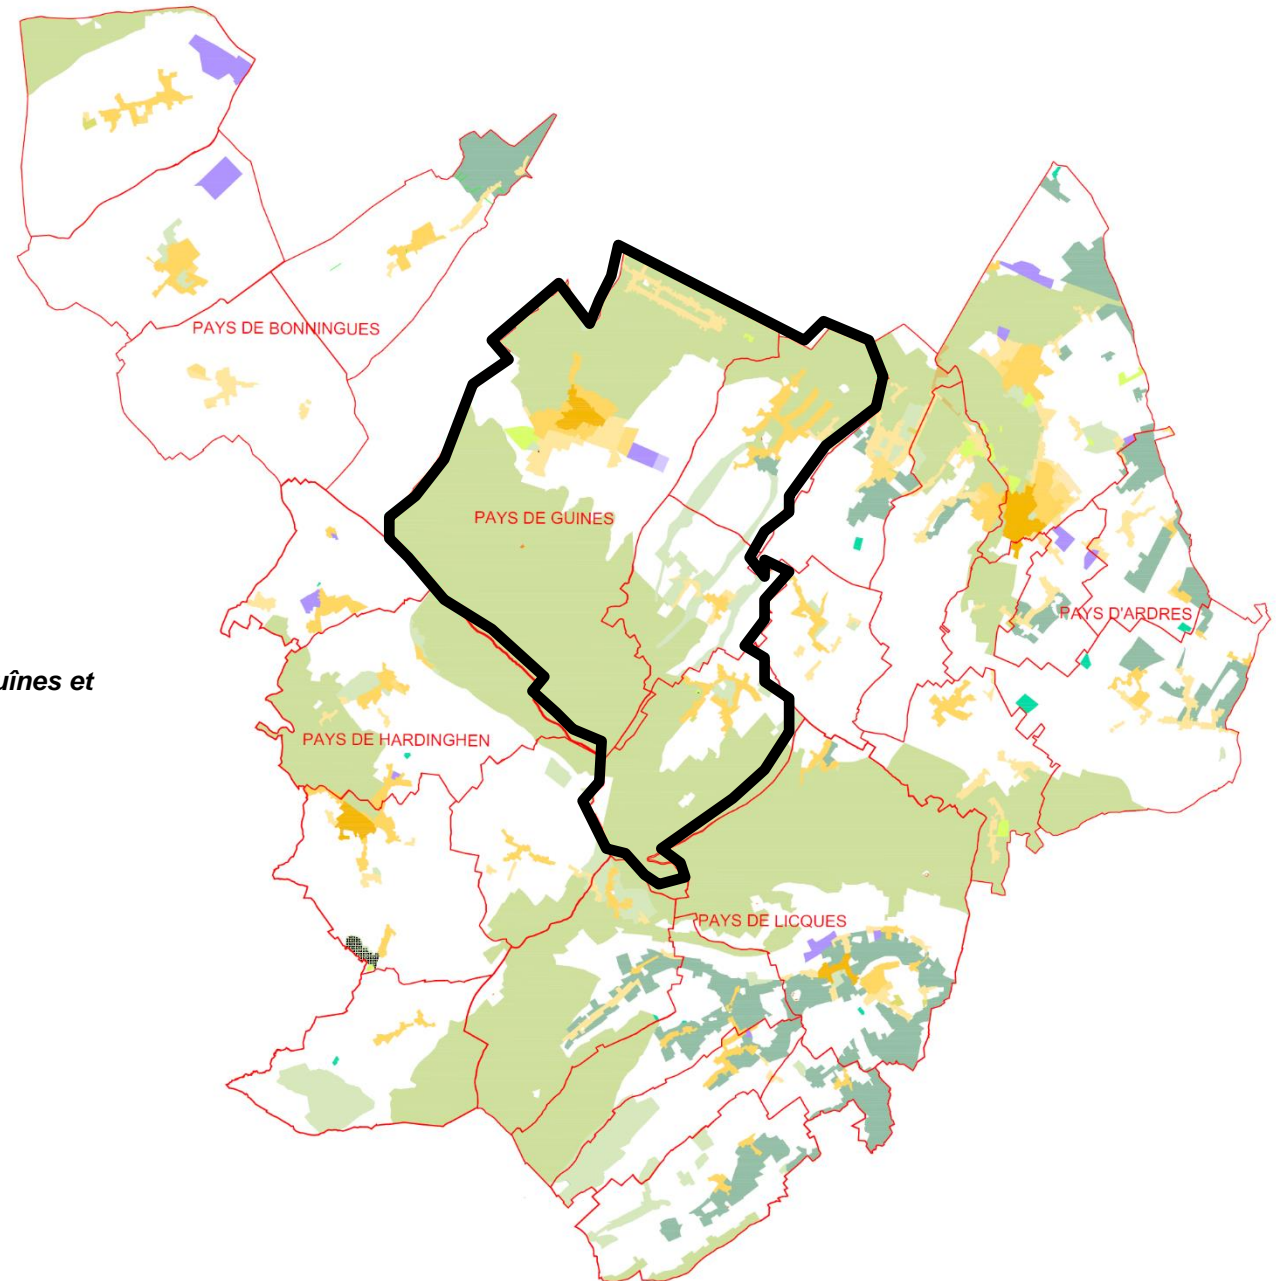 PAYS DE BONNINGUES
PAYS DE GUINES
PAYS D'ARDRES
uînes et
PAYS DE HARDINGHEN
PAYS DE LICQUES